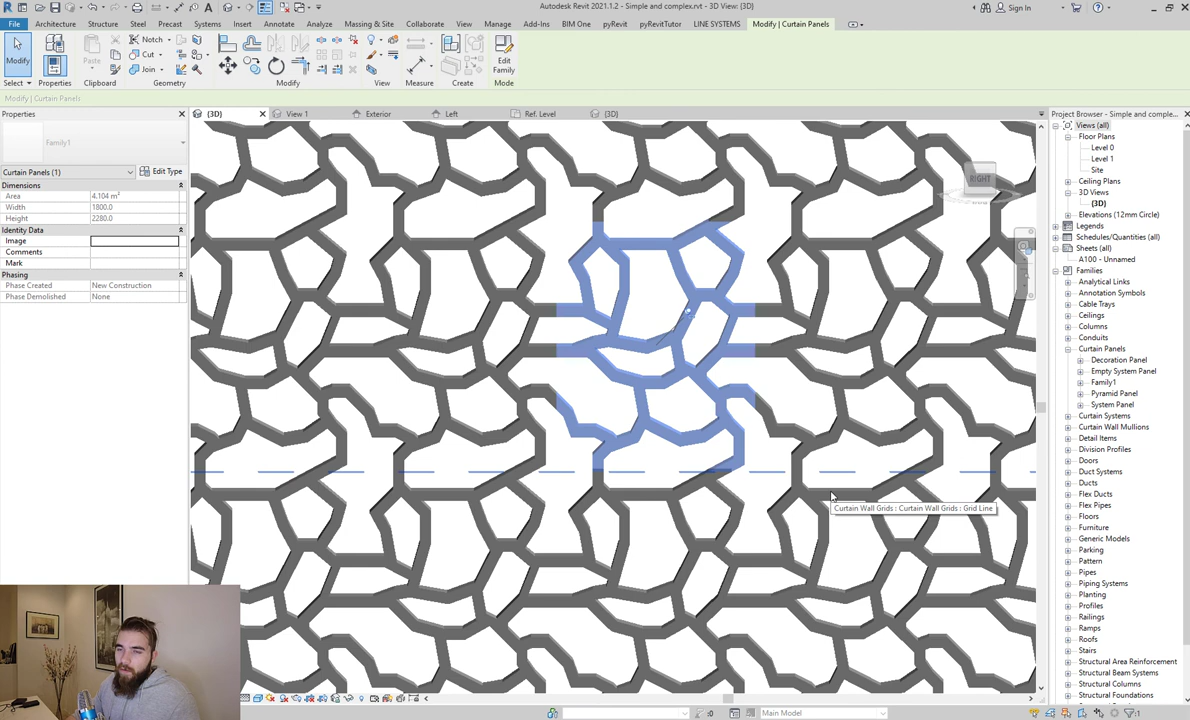 Autodesk Revit 2021.1.2 - Simple and complex.rvt - 3D View: {3D}
Sign In
File Architecture Structure Steel Precast Systems Insert Annotate Analyze Massing & Site Collaborate View Manage Add-Ins BIM One pyRevit pyRevitTutor LINE SYSTEMS Modify | Curtain Panels
Modify
Properties
Paste
Notch
Cut
Join
Edit
Family
Select Properties Clipboard Geometry Modify View Measure Create Mode
Modify | Curtain Panels
Properties
Family1
Curtain Panels (1) Edit Type
Dimensions
Area 4.104 m²
Width 1800.0
Height 2280.0
Identity Data
Image
Comments
Mark
Phasing
Phase Created New Construction
Phase Demolished None
{3D} View 1 Exterior Left Ref. Level {3D}
RIGHT
Curtain Wall Grids : Curtain Wall Grids : Grid Line
Project Browser - Simple and comple...
Views (all)
Floor Plans
Level 0
Level 1
Site
Ceiling Plans
3D Views
{3D}
Elevations (12mm Circle)
Legends
Schedules/Quantities (all)
Sheets (all)
A100 - Unnamed
Families
Analytical Links
Annotation Symbols
Cable Trays
Ceilings
Columns
Conduits
Curtain Panels
Decoration Panel
Empty System Panel
Family1
Pyramid Panel
System Panel
Curtain Systems
Curtain Wall Mullions
Detail Items
Division Profiles
Doors
Duct Systems
Ducts
Flex Ducts
Flex Pipes
Floors
Furniture
Generic Models
Parking
Pattern
Pipes
Piping Systems
Planting
Profiles
Railings
Ramps
Roofs
Stairs
Structural Area Reinforcement
Structural Beam Systems
Structural Columns
Structural Foundations
:0
Main Model
:1